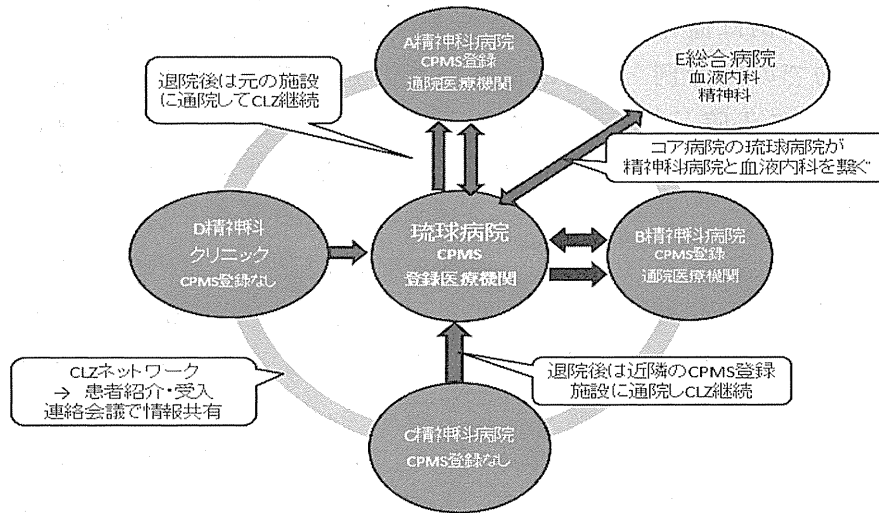 A精神科病院
CPMS登録
通院医療機関
E総合病院
血液内科
精神科
退院後は元の施設
に通院してCLZ継続
コア病院の琉球病院が
精神科病院と血液内科を繋ぐ
D精神科
クリニック
CPMS登録なし
琉球病院
CPMS
登録医療機関
B精神科病院
CPMS登録
通院医療機関
CLZネットワーク
→ 患者紹介・受入
連絡会議で情報共有
退院後は近隣のCPMS登録
施設に通院しCLZ継続
C精神科病院
CPMS登録なし